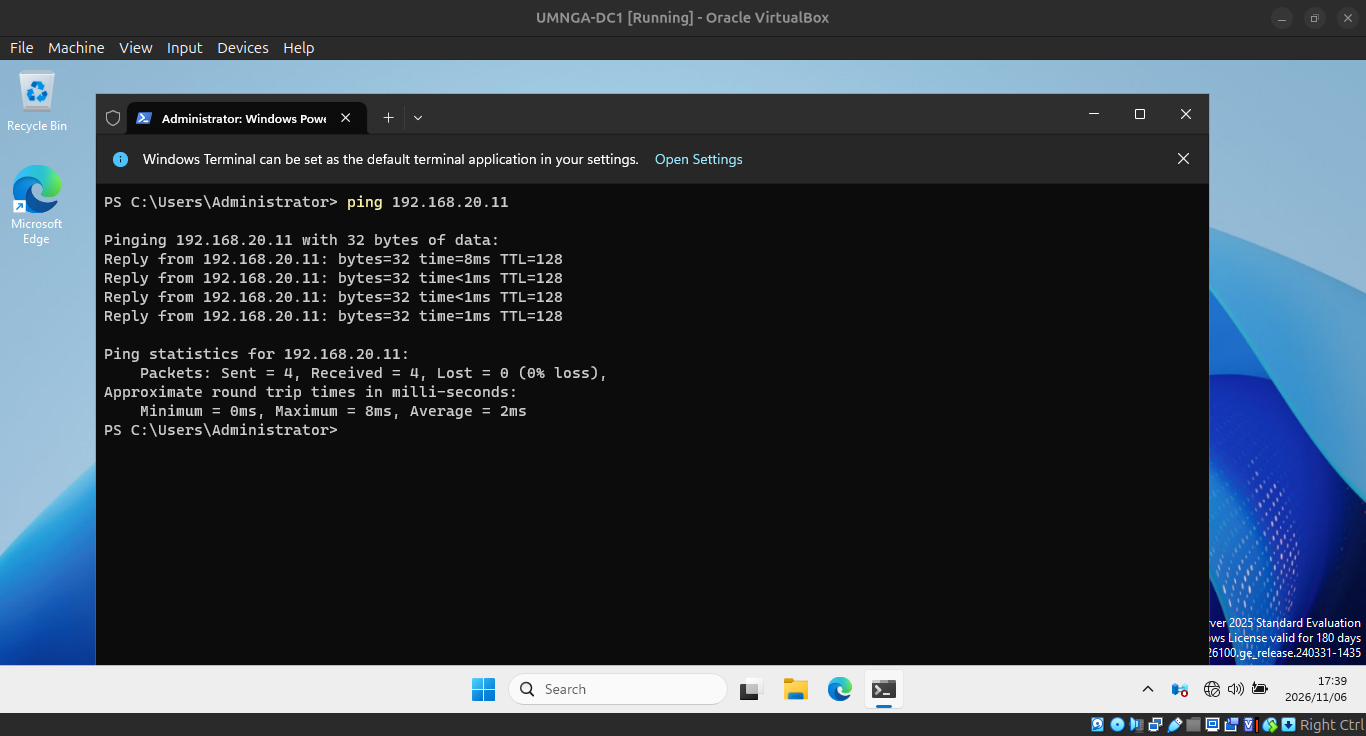 UMNGA-DC1 [Running] - Oracle VirtualBox
File Machine View Input Devices Help
Recycle Bin
Microsoft
Edge
Administrator: Windows Powe
Windows Terminal can be set as the default terminal application in your settings. Open Settings
PS C:\Users\Administrator> ping 192.168.20.11
Pinging 192.168.20.11 with 32 bytes of data:
Reply from 192.168.20.11: bytes=32 time=8ms TTL=128
Reply from 192.168.20.11: bytes=32 time<1ms TTL=128
Reply from 192.168.20.11: bytes=32 time<1ms TTL=128
Reply from 192.168.20.11: bytes=32 time=1ms TTL=128
Ping statistics for 192.168.20.11:
Packets: Sent = 4, Received = 4, Lost = 0 (0% loss),
Approximate round trip times in milli-seconds:
Minimum = 0ms, Maximum = 8ms, Average = 2ms
PS C:\Users\Administrator>
rver 2025 Standard Evaluation
ows License valid for 180 days
26100.ge_release.240331-1435
Search
17:39
2026/11/06
Right Ctrl